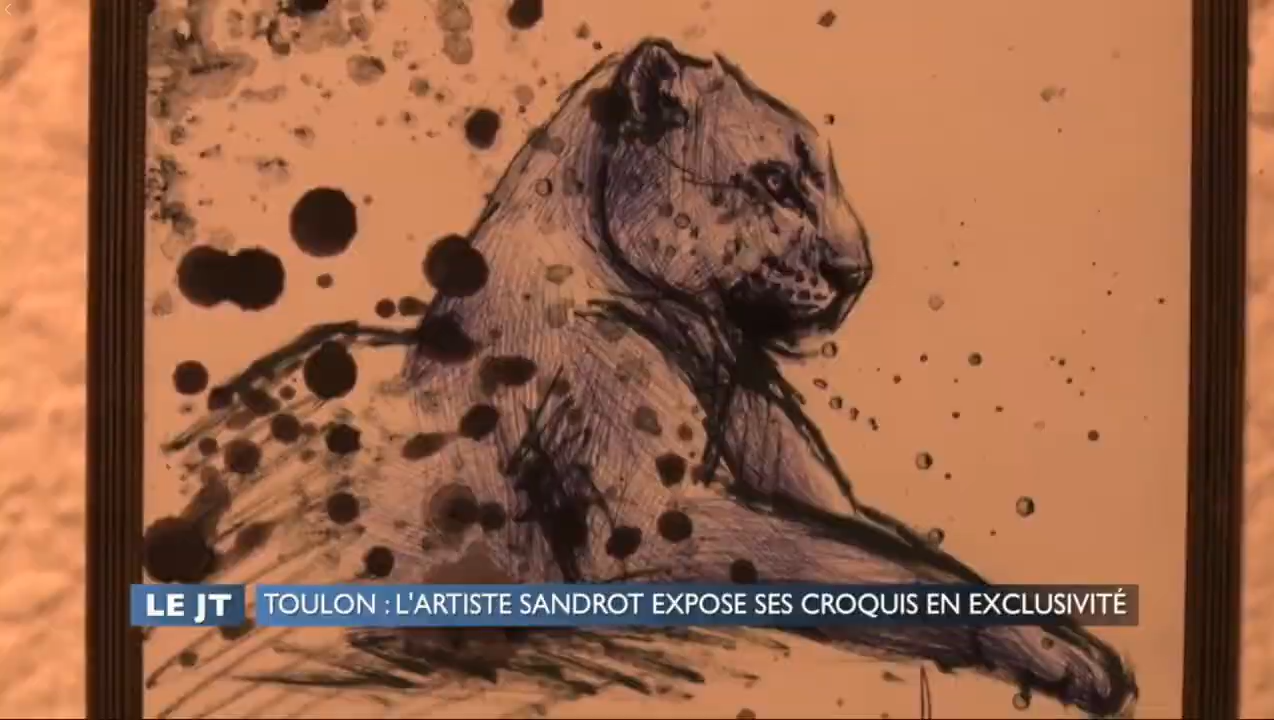 LE JT
TOULON : L'ARTISTE SANDROT EXPOSE SES CROQUIS EN EXCLUSIVITÉ